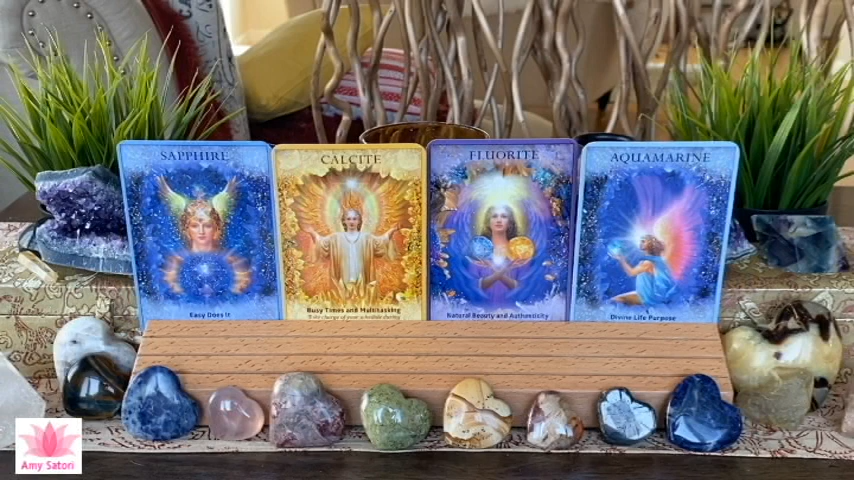 SAPPHIRE
Easy Does It
CALCITE
Busy Times and Multitasking
FLUORITE
Natural Beauty and Authenticity
AQUAMARINE
Divine Life Purpose
Amy Satori